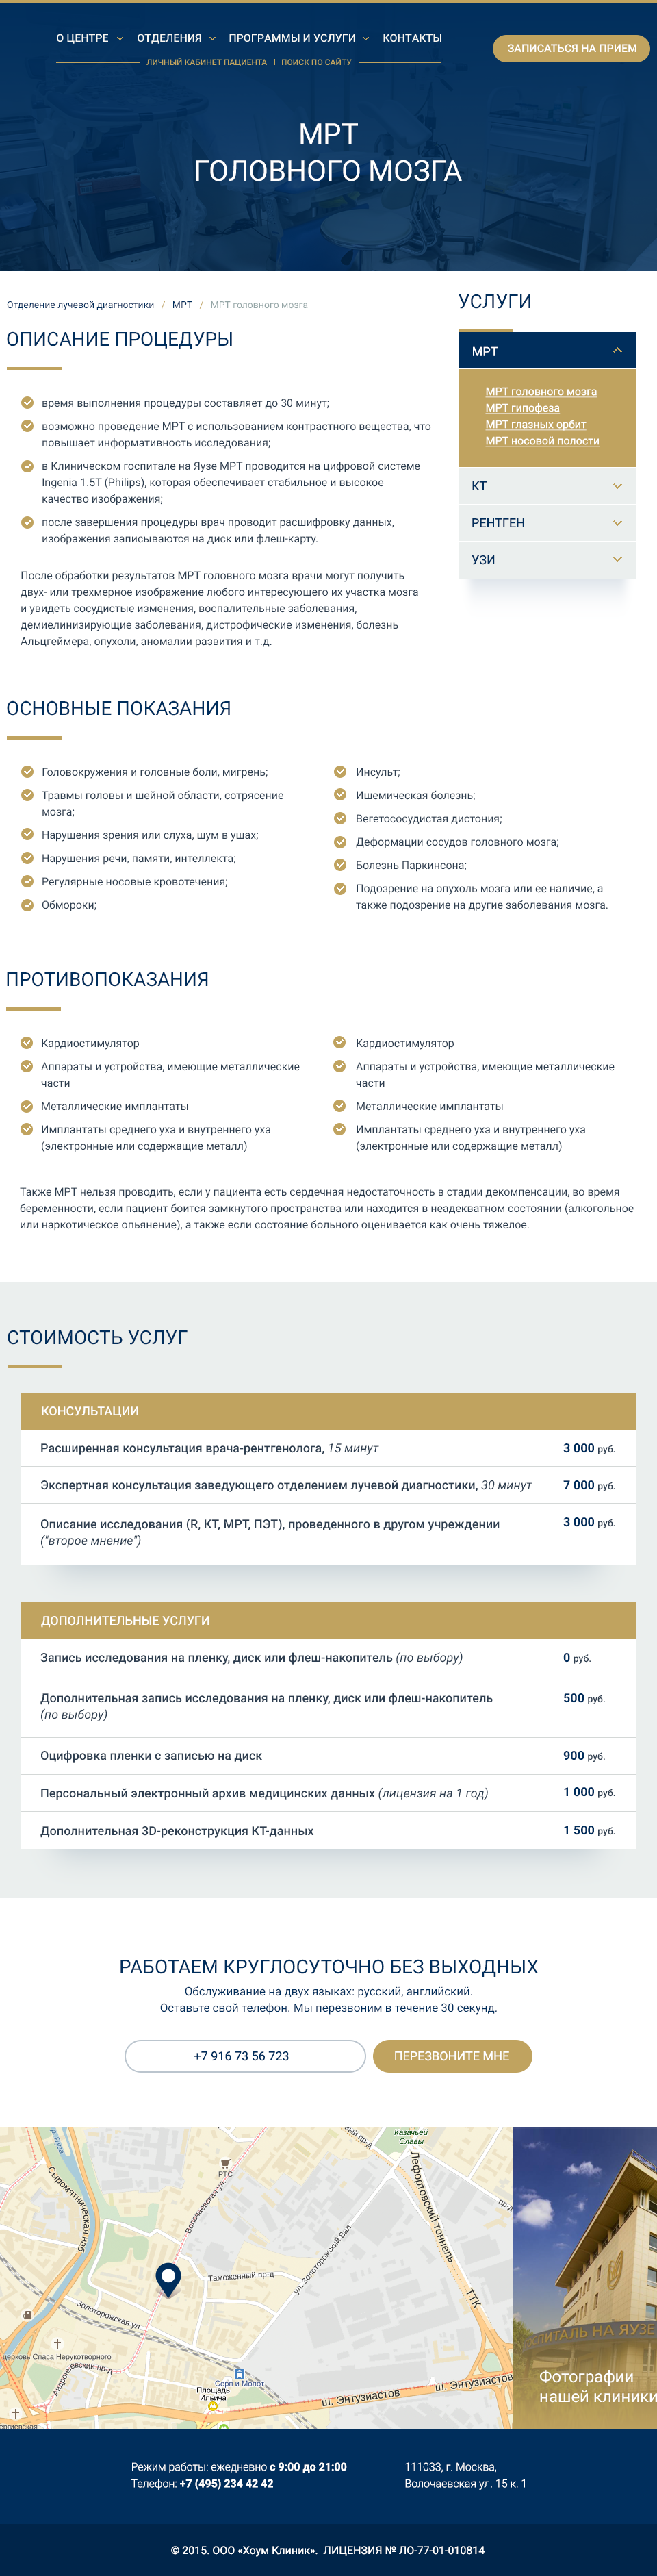 О ЦЕНТРЕ ОТДЕЛЕНИЯ ПРОГРАММЫ И УСЛУГИ КОНТАКТЫ
ЗАПИСАТЬСЯ НА ПРИЕМ
ЛИЧНЫЙ КАБИНЕТ ПАЦИЕНТА | ПОИСК ПО САЙТУ
МРТ
ГОЛОВНОГО МОЗГА
Отделение лучевой диагностики / МРТ / МРТ головного мозга
ОПИСАНИЕ ПРОЦЕДУРЫ
время выполнения процедуры составляет до 30 минут;
возможно проведение МРТ с использованием контрастного вещества, что
повышает информативность исследования;
в Клиническом госпитале на Яузе МРТ проводится на цифровой системе
Ingenia 1.5T (Philips), которая обеспечивает стабильное и высокое
качество изображения;
после завершения процедуры врач проводит расшифровку данных,
изображения записываются на диск или флеш-карту.
После обработки результатов МРТ головного мозга врачи могут получить
двух- или трехмерное изображение любого интересующего их участка мозга
и увидеть сосудистые изменения, воспалительные заболевания,
демиелинизирующие заболевания, дистрофические изменения, болезнь
Альцгеймера, опухоли, аномалии развития и т.д.
УСЛУГИ
МРТ
МРТ головного мозга
МРТ гипофеза
МРТ глазных орбит
МРТ носовой полости
КТ
РЕНТГЕН
УЗИ
ОСНОВНЫЕ ПОКАЗАНИЯ
Головокружения и головные боли, мигрень;
Травмы головы и шейной области, сотрясение
мозга;
Нарушения зрения или слуха, шум в ушах;
Нарушения речи, памяти, интеллекта;
Регулярные носовые кровотечения;
Обмороки;
Инсульт;
Ишемическая болезнь;
Вегетососудистая дистония;
Деформации сосудов головного мозга;
Болезнь Паркинсона;
Подозрение на опухоль мозга или ее наличие, а
также подозрение на другие заболевания мозга.
ПРОТИВОПОКАЗАНИЯ
Кардиостимулятор
Аппараты и устройства, имеющие металлические
части
Металлические имплантаты
Имплантаты среднего уха и внутреннего уха
(электронные или содержащие металл)
Кардиостимулятор
Аппараты и устройства, имеющие металлические
части
Металлические имплантаты
Имплантаты среднего уха и внутреннего уха
(электронные или содержащие металл)
Также МРТ нельзя проводить, если у пациента есть сердечная недостаточность в стадии декомпенсации, во время
беременности, если пациент боится замкнутого пространства или находится в неадекватном состоянии (алкогольное
или наркотическое опьянение), а также если состояние больного оценивается как очень тяжелое.
СТОИМОСТЬ УСЛУГ
КОНСУЛЬТАЦИИ
Расширенная консультация врача-рентгенолога, 15 минут 3 000 руб.
Экспертная консультация заведующего отделением лучевой диагностики, 30 минут 7 000 руб.
Описание исследования (R, КТ, МРТ, ПЭТ), проведенного в другом учреждении 3 000 руб.
("второе мнение")
ДОПОЛНИТЕЛЬНЫЕ УСЛУГИ
Запись исследования на пленку, диск или флеш-накопитель (по выбору) 0 руб.
Дополнительная запись исследования на пленку, диск или флеш-накопитель 500 руб.
(по выбору)
Оцифровка пленки с записью на диск 900 руб.
Персональный электронный архив медицинских данных (лицензия на 1 год) 1 000 руб.
Дополнительная 3D-реконструкция КТ-данных 1 500 руб.
РАБОТАЕМ КРУГЛОСУТОЧНО БЕЗ ВЫХОДНЫХ
Обслуживание на двух языках: русский, английский.
Оставьте свой телефон. Мы перезвоним в течение 30 секунд.
+7 916 73 56 723 ПЕРЕЗВОНИТЕ МНЕ
Казачьей
Славы
р. Яуза
РТС
Сыромятническая наб.
Волочаевская ул.
Лефортовский тоннель
пр-д
Таможенный пр-д
ул. Золоторожский Вал
ТТК
Золоторожская ул.
церковь Спаса Нерукотворного
Андроньевский пр-д
Серп и Молот
Площадь
Ильича
ш. Энтузиастов
ш. Энтузиастов
ГОСПИТАЛЬ НА ЯУЗЕ
Фотографии
нашей клиники
Режим работы: ежедневно с 9:00 до 21:00
Телефон: +7 (495) 234 42 42
111033, г. Москва,
Волочаевская ул. 15 к. 1
© 2015. ООО «Хоум Клиник». ЛИЦЕНЗИЯ № ЛО-77-01-010814